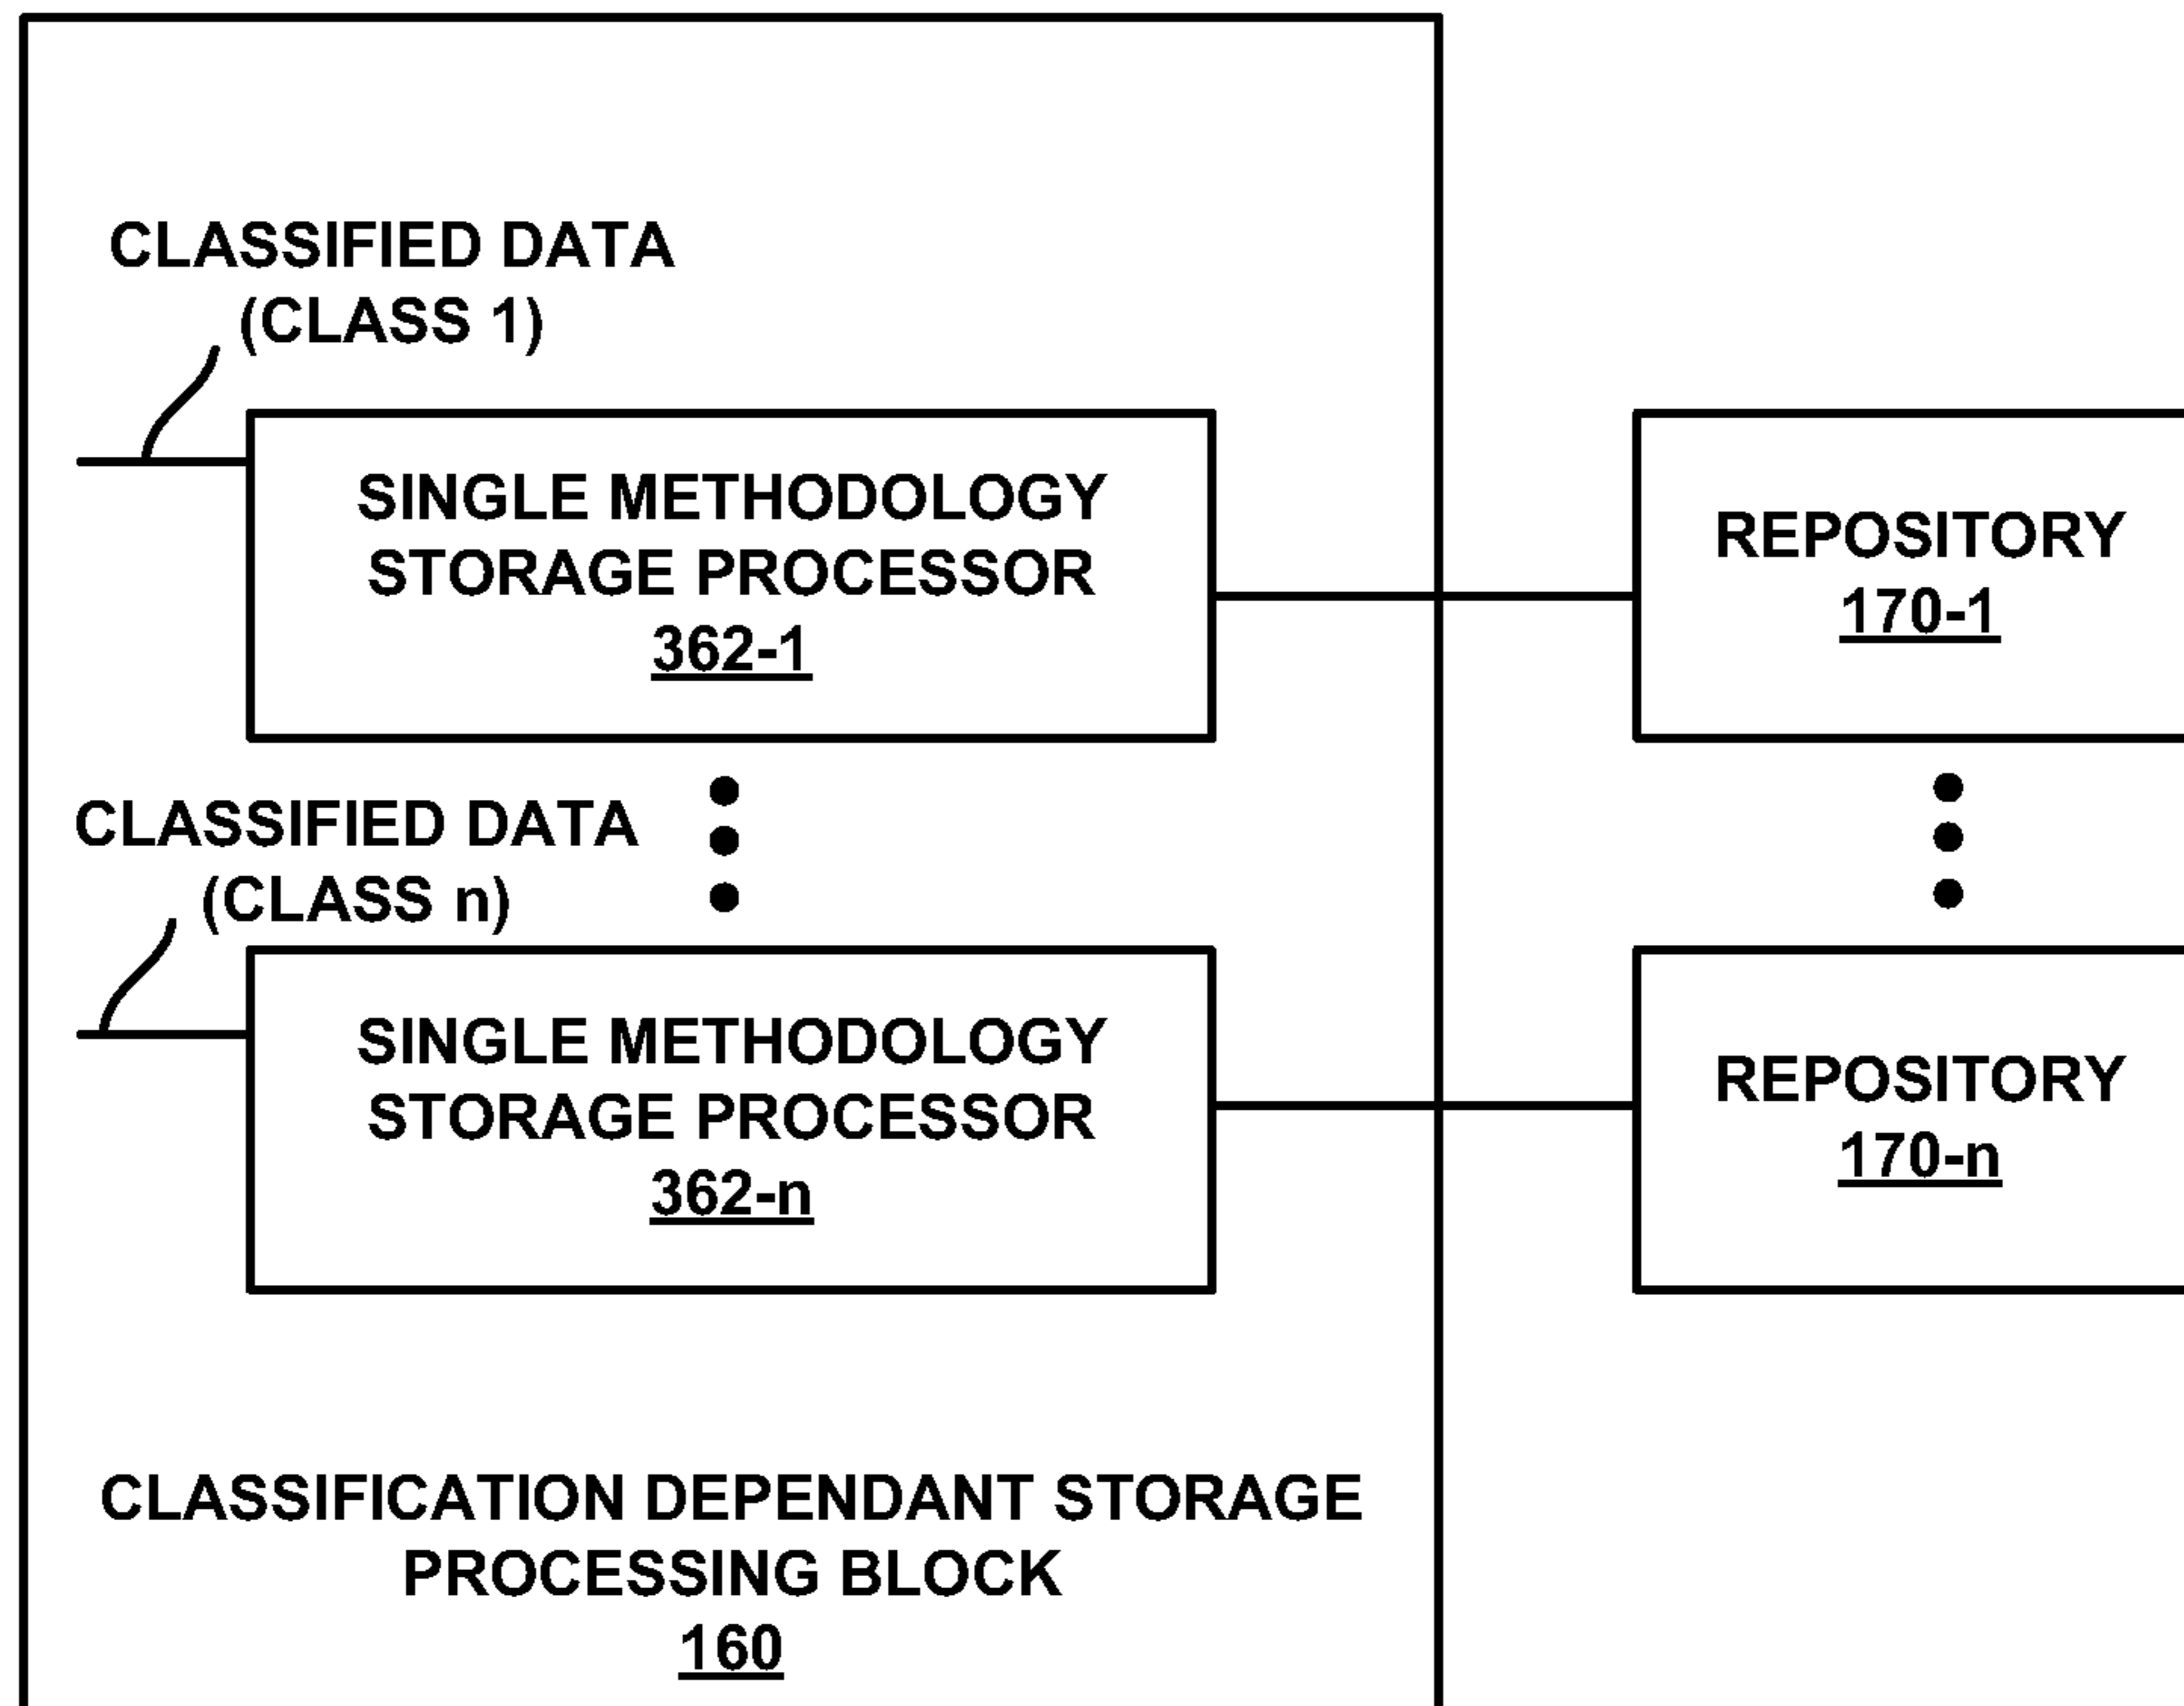 CLASSIFIED DATA
(CLASS 1)
SINGLE METHODOLOGY
STORAGE PROCESSOR
362-1
REPOSITORY
170-1
CLASSIFIED DATA
(CLASS n)
SINGLE METHODOLOGY
STORAGE PROCESSOR
362-n
REPOSITORY
170-n
CLASSIFICATION DEPENDANT STORAGE
PROCESSING BLOCK
160